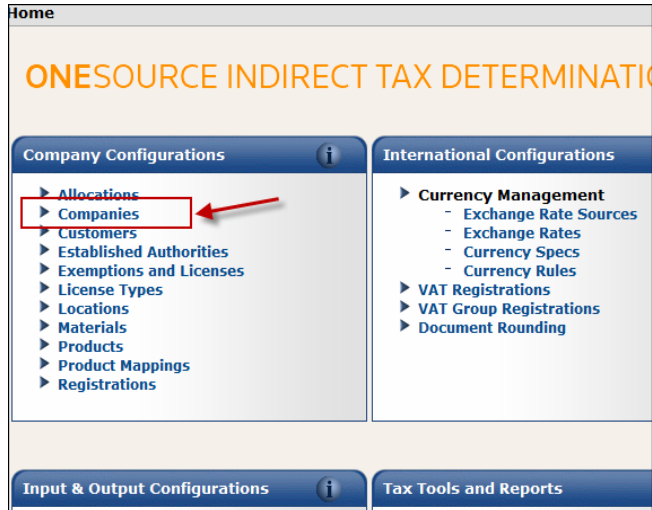 Home
ONESOURCE INDIRECT TAX DETERMINATI
Company Configurations
i
Allocations
Companies
Customers
Established Authorities
Exemptions and Licenses
License Types
Locations
Materials
Products
Product Mappings
Registrations
International Configurations
Currency Management
- Exchange Rate Sources
- Exchange Rates
- Currency Specs
- Currency Rules
VAT Registrations
VAT Group Registrations
Document Rounding
Input & Output Configurations
i
Tax Tools and Reports